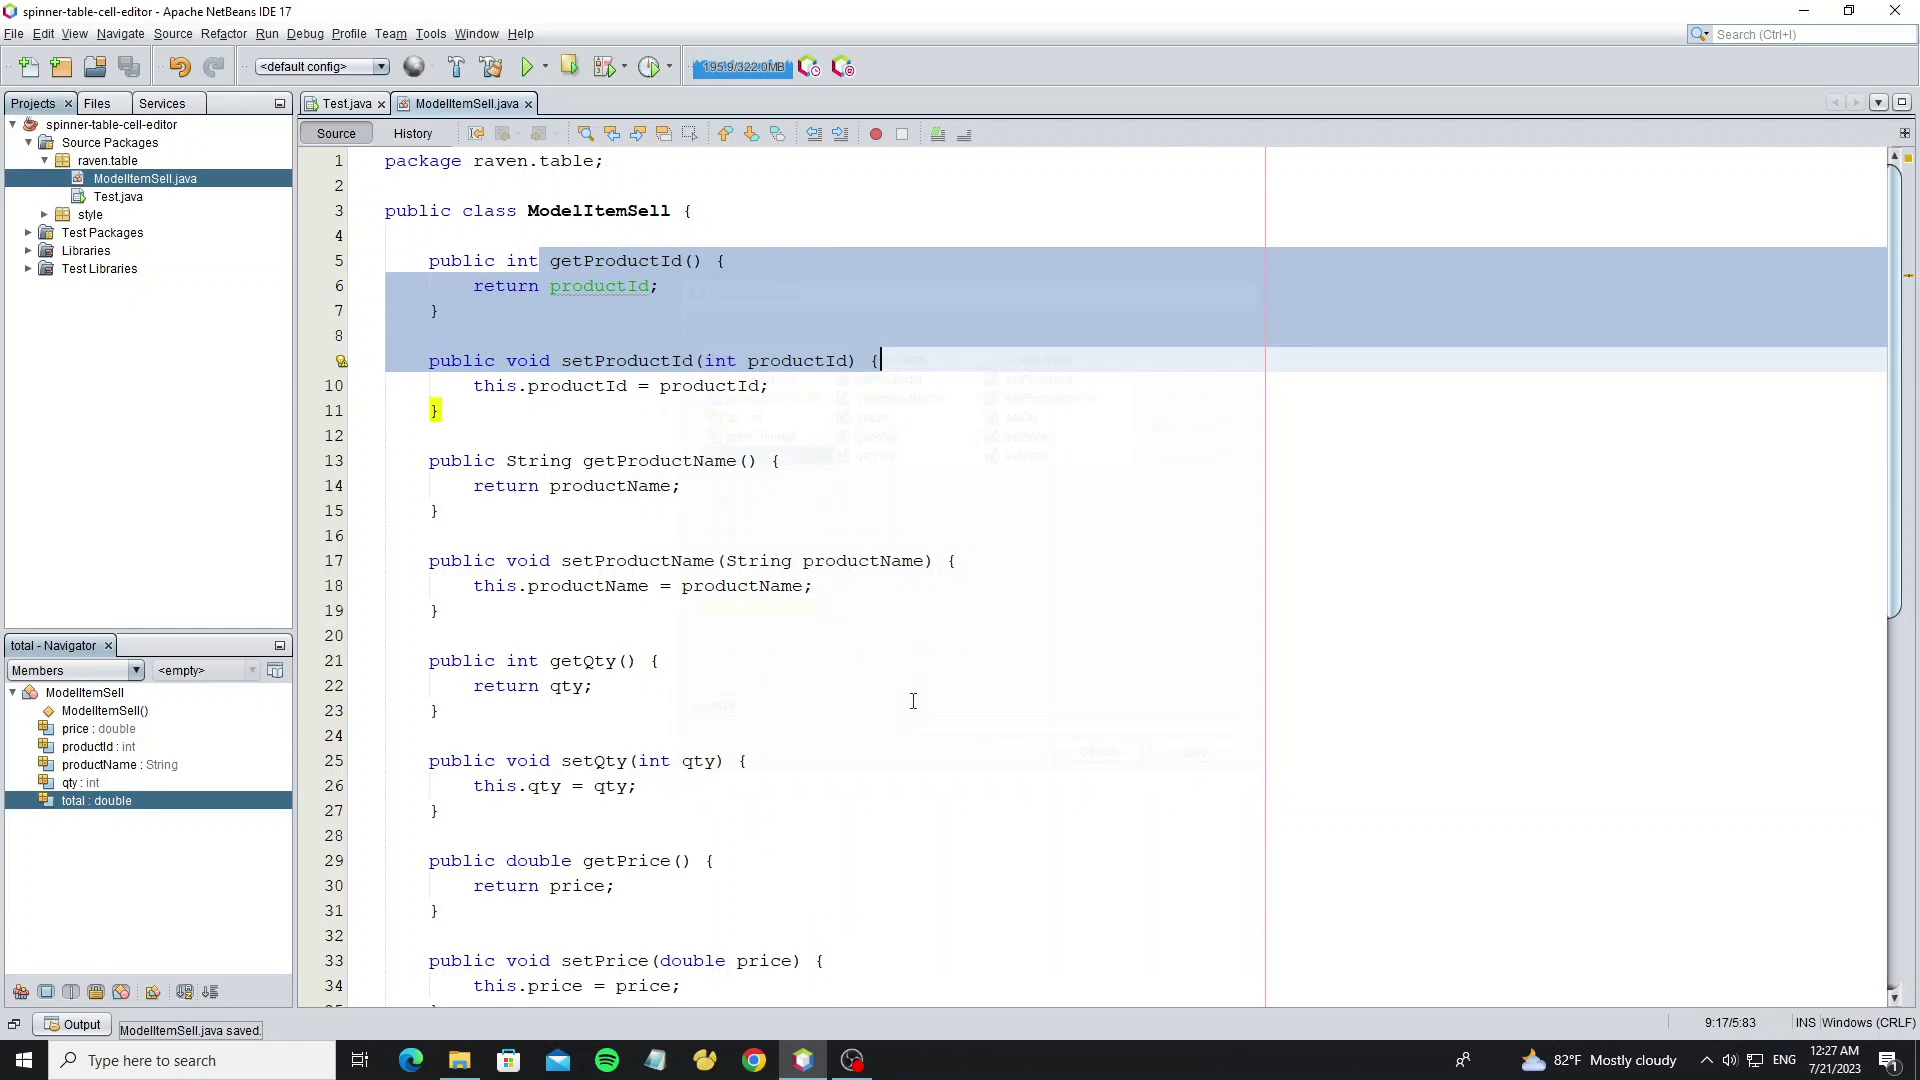 spinner-table-cell-editor - Apache NetBeans IDE 17
File Edit View Navigate Source Refactor Run Debug Profile Team Tools Window Help
Search (Ctrl+I)
<default config>
195.9/322.0MB
Projects Files Services
Test.java ModelItemSell.java
Source History
spinner-table-cell-editor
Source Packages
raven.table
ModelItemSell.java
Test.java
style
Test Packages
Libraries
Test Libraries
1 package raven.table;
2
3 public class ModelItemSell {
4
5 public int getProductId() {
6 return productId;
7 }
8
public void setProductId(int productId) {
10 this.productId = productId;
11 }
12
13 public String getProductName() {
14 return productName;
15 }
16
17 public void setProductName(String productName) {
18 this.productName = productName;
19 }
20
21 public int getQty() {
22 return qty;
23 }
24
25 public void setQty(int qty) {
26 this.qty = qty;
27 }
28
29 public double getPrice() {
30 return price;
31 }
32
33 public void setPrice(double price) {
34 this.price = price;
total - Navigator
Members <empty>
ModelItemSell
ModelItemSell()
price : double
productId : int
productName : String
qty : int
total : double
Output
ModelItemSell.java saved.
9:17/5:83 INS Windows (CRLF)
Type here to search
82°F Mostly cloudy
ENG
12:27 AM
7/21/2023
1